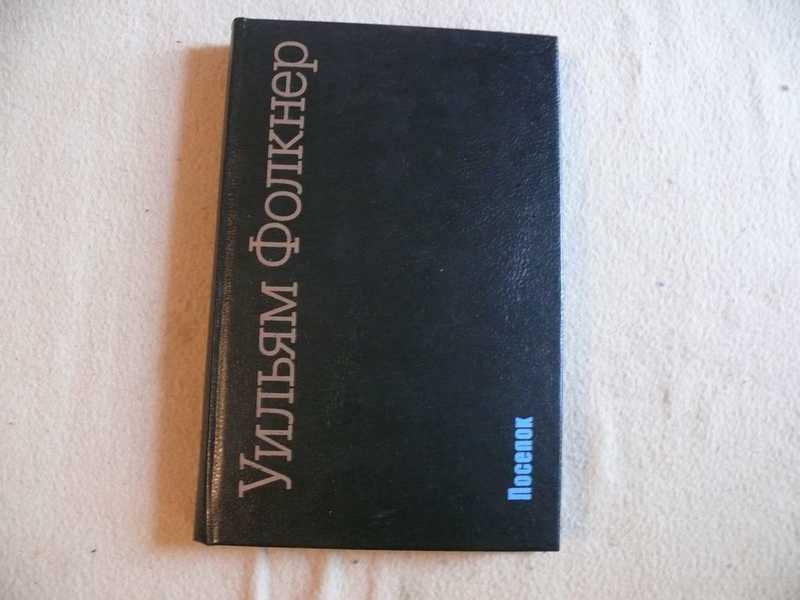 Уильям Фолкнер
Поселок